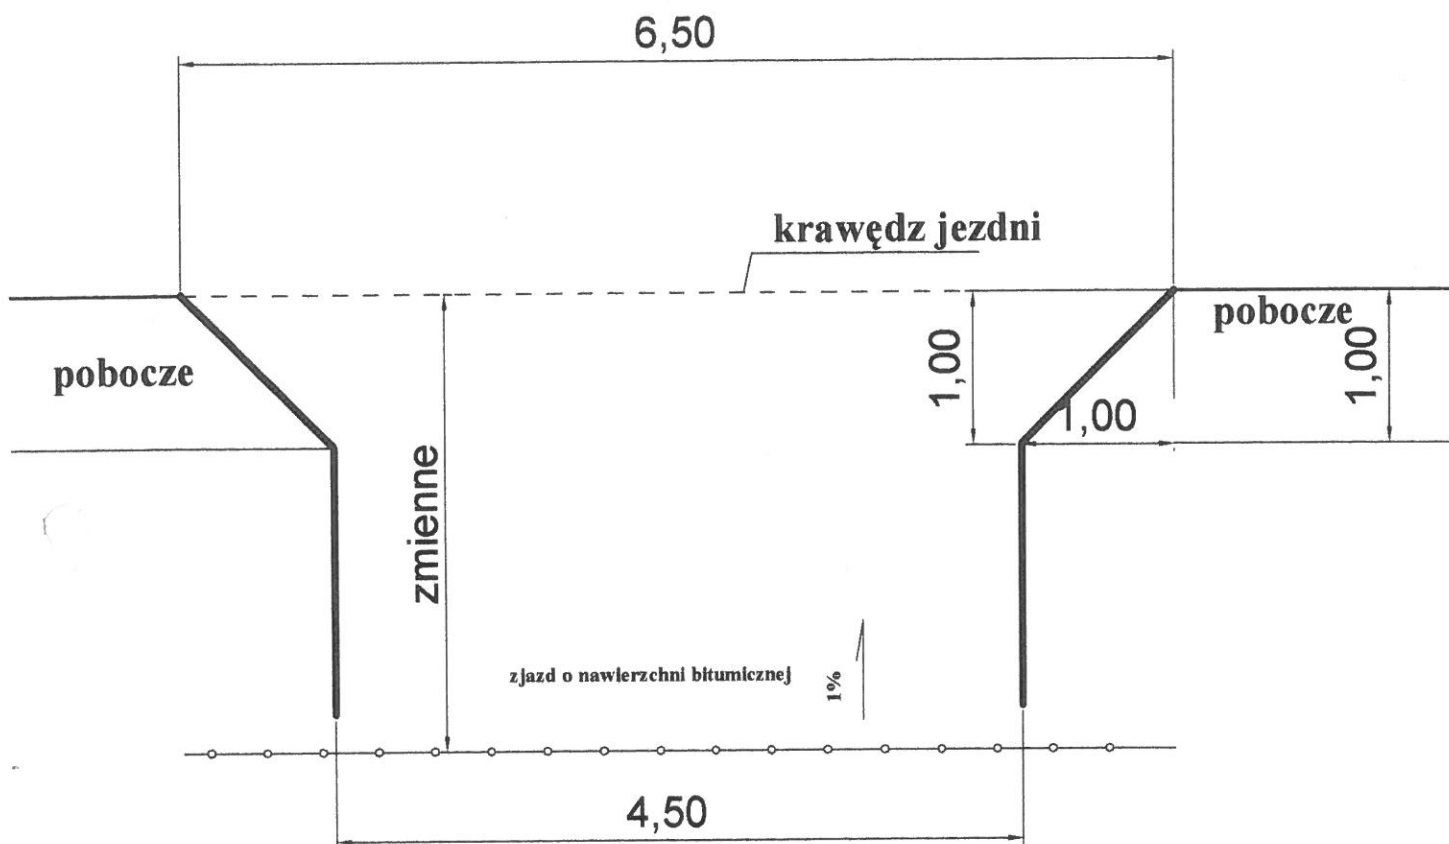 6,50
krawędz jezdni
pobocze
pobocze
1,00
1,00
1,00
zmienne
zjazd o nawierzchni bitumicznej
1%
4,50